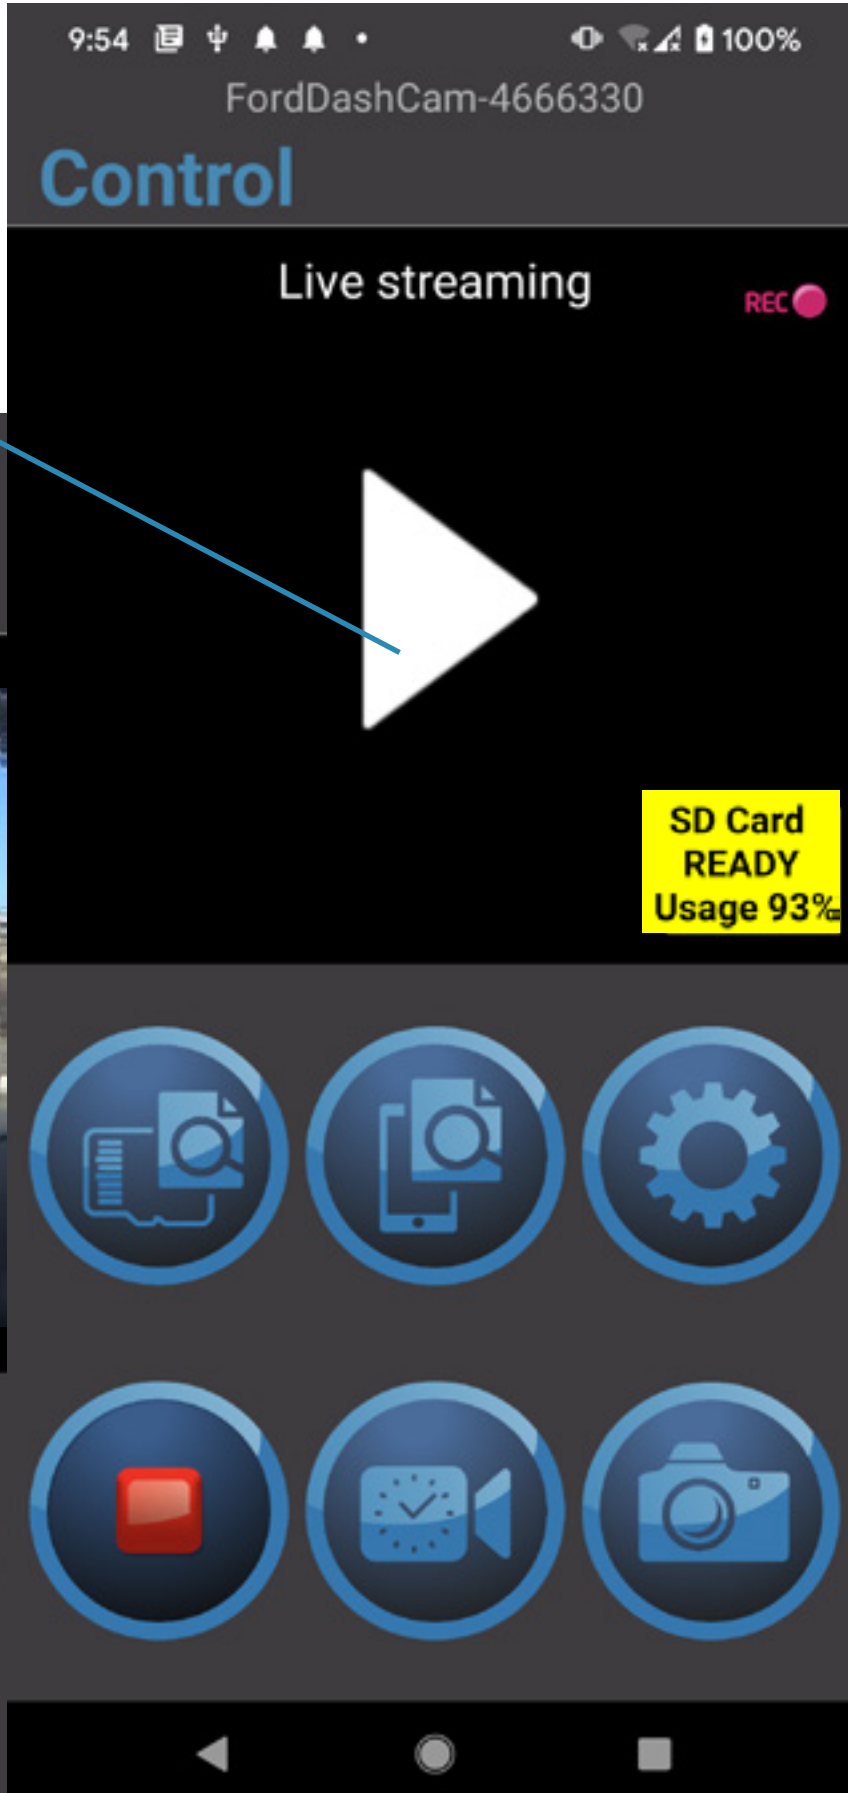 9:54
100%
FordDashCam-4666330
Control
Live streaming
REC
SD Card
READY
Usage 93%